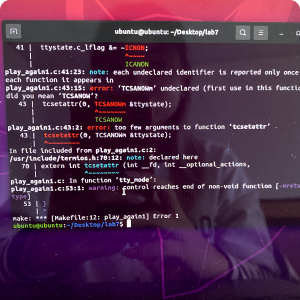 ubuntu@ubuntu: ~/Desktop/lab7
41 | ttystate.c_lflag &= ~ICNON;
^~~~~
ICANON
play_again1.c:41:23: note: each undeclared identifier is reported only once
each function it appears in
play_again1.c:43:15: error: 'TCSANOWm' undeclared (first use in this function
did you mean 'TCSANOW'?
43 | tcsetattr(0, TCSANOWm &ttystate);
^~~~~~~~
TCSANOW
play_again1.c:43:2: error: too few arguments to function 'tcsetattr'
43 | tcsetattr(0, TCSANOWm &ttystate);
^~~~~~~~~
In file included from play_again1.c:2:
/usr/include/termios.h:70:12: note: declared here
70 | extern int tcsetattr (int __fd, int __optional_actions,
^~~~~~~~~
play_again1.c: In function 'tty_mode':
play_again1.c:53:1: warning: control reaches end of non-void function [-Wret
type]
53 | }
| ^
make: *** [Makefile:12: play_again1] Error 1
ubuntu@ubuntu:~/Desktop/lab7$